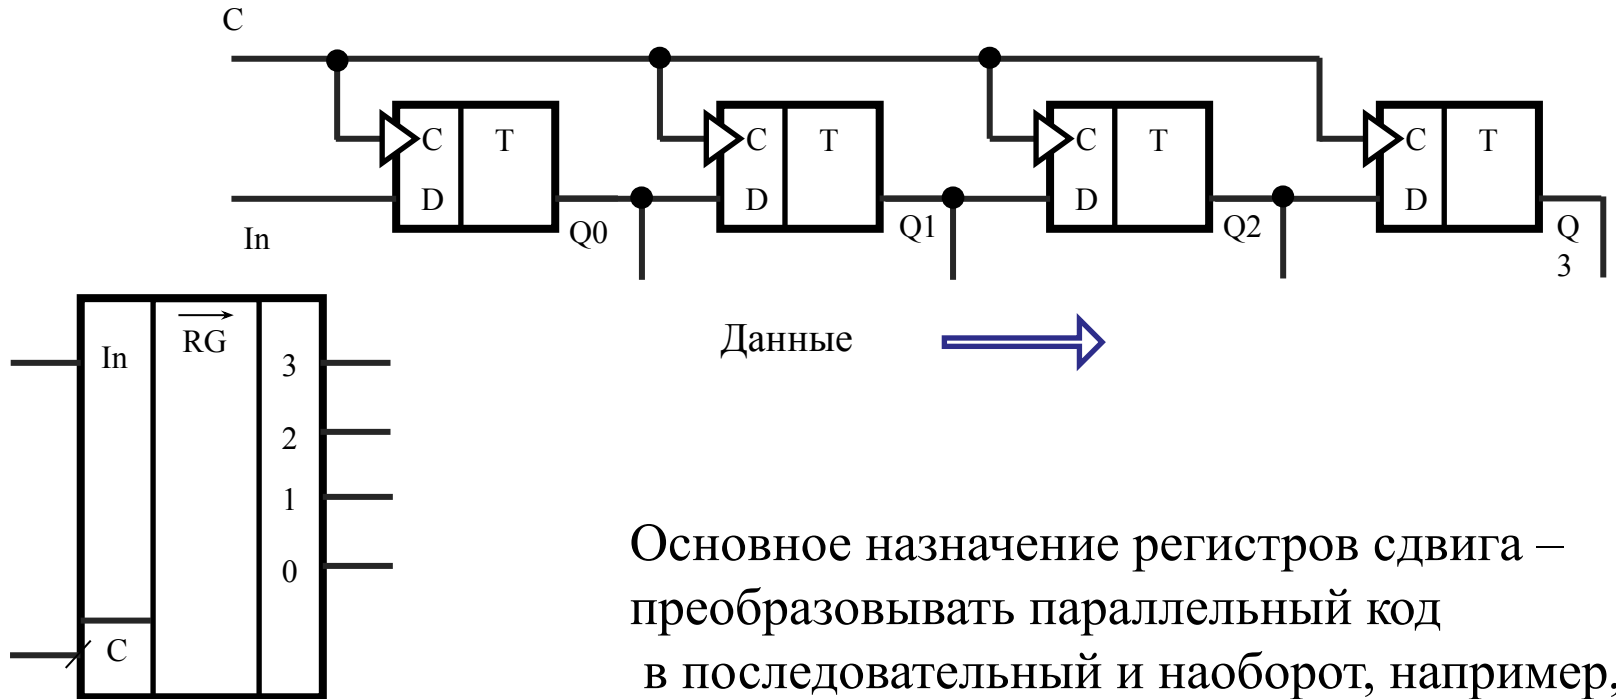 C
C T C T C T C T
D D D D
In Q0 Q1 Q2 Q
3
Данные
RG
In 3
2
1
0
C
Основное назначение регистров сдвига –
преобразовывать параллельный код
в последовательный и наоборот, например,